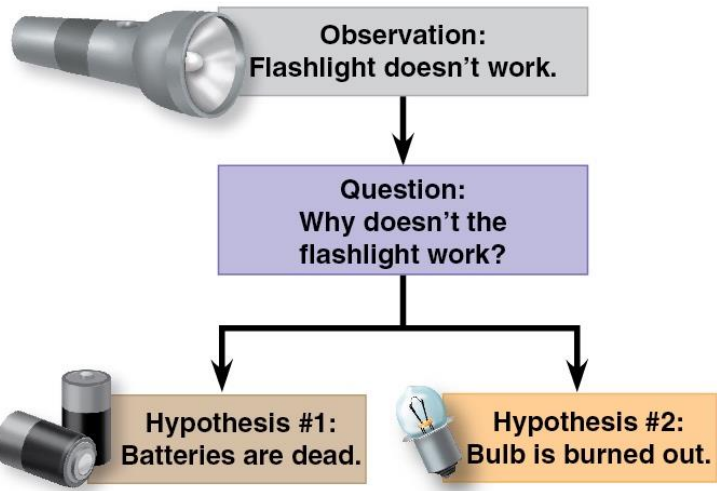 Observation:
Flashlight doesn’t work.
Question:
Why doesn’t the
flashlight work?
Hypothesis #1:
Batteries are dead.
Hypothesis #2:
Bulb is burned out.